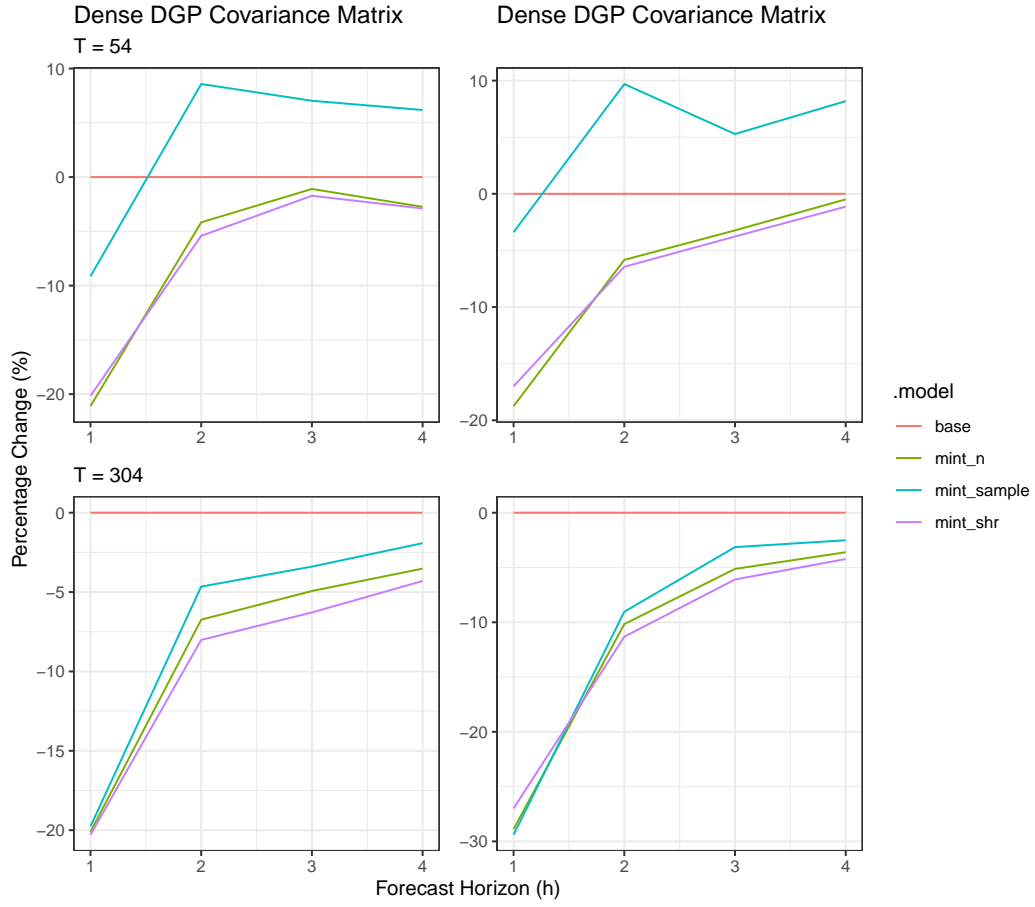 Dense DGP Covariance Matrix
Dense DGP Covariance Matrix
T = 54
10
0
−10
−20
1 2 3 4
10
0
−10
−20
1 2 3 4
T = 304
0
−5
−10
−15
−20
1 2 3 4
0
−10
−20
−30
1 2 3 4
Percentage Change (%)
Forecast Horizon (h)
.model
base
mint_n
mint_sample
mint_shr